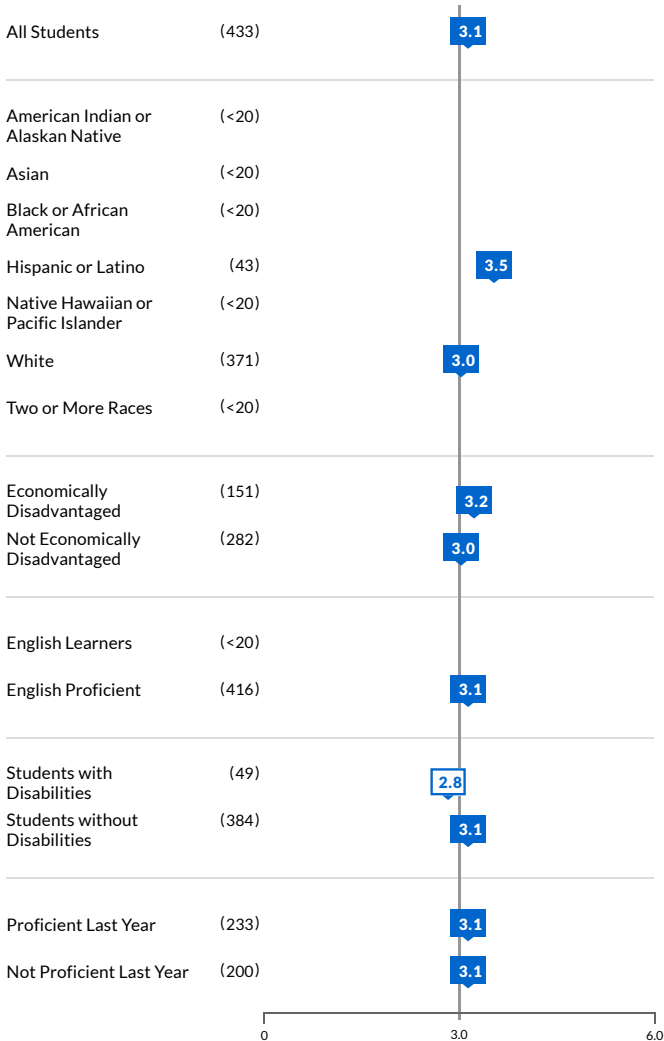 All Students (433) 3.1
American Indian or (<20)
Alaskan Native
Asian (<20)
Black or African (<20)
American
Hispanic or Latino (43) 3.5
Native Hawaiian or (<20)
Pacific Islander
White (371) 3.0
Two or More Races (<20)
Economically (151) 3.2
Disadvantaged
Not Economically (282) 3.0
Disadvantaged
English Learners (<20)
English Proficient (416) 3.1
Students with (49) 2.8
Disabilities
Students without (384) 3.1
Disabilities
Proficient Last Year (233) 3.1
Not Proficient Last Year (200) 3.1
0 3.0 6.0